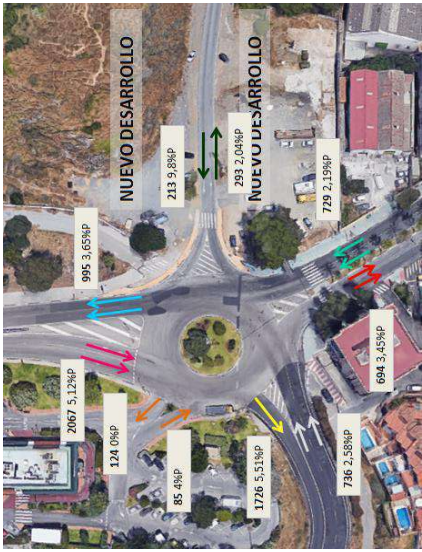 NUEVO DESARROLLO
NUEVO DESARROLLO
213 9,8%P
293 2,04%P
729 2,19%P
995 3,65%P
694 3,45%P
2067 5,12%P
124 0%P
85 4%P
1726 5,51%P
736 2,58%P